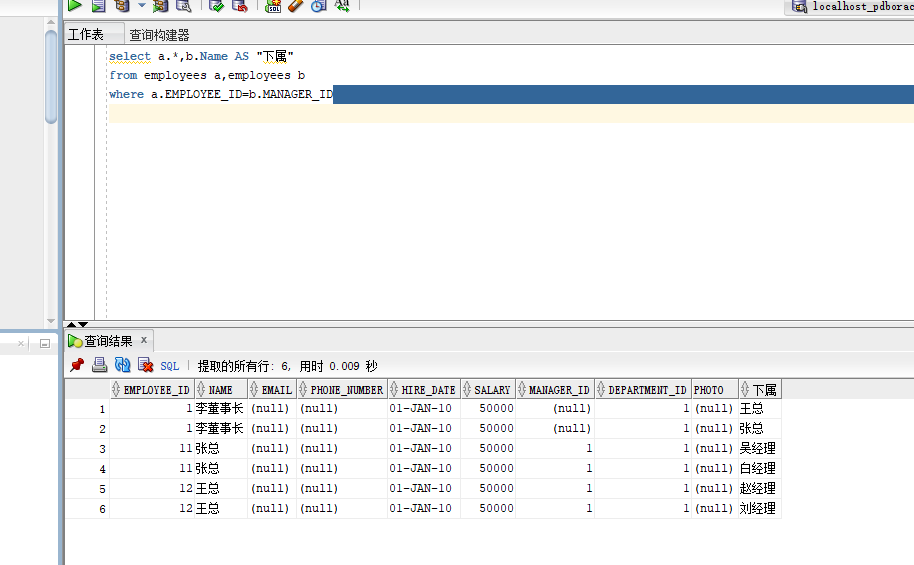 localhost_pdborac
工作表 查询构建器
select a.*,b.Name AS "下属"
from employees a,employees b
where a.EMPLOYEE_ID=b.MANAGER_ID
查询结果 x
SQL | 提取的所有行: 6, 用时 0.009 秒
EMPLOYEE_ID NAME EMAIL PHONE_NUMBER HIRE_DATE SALARY MANAGER_ID DEPARTMENT_ID PHOTO 下属
1 1 李董事长 (null) (null) 01-JAN-10 50000 (null) 1 (null) 王总
2 1 李董事长 (null) (null) 01-JAN-10 50000 (null) 1 (null) 张总
3 11 张总 (null) (null) 01-JAN-10 50000 1 1 (null) 吴经理
4 11 张总 (null) (null) 01-JAN-10 50000 1 1 (null) 白经理
5 12 王总 (null) (null) 01-JAN-10 50000 1 1 (null) 赵经理
6 12 王总 (null) (null) 01-JAN-10 50000 1 1 (null) 刘经理